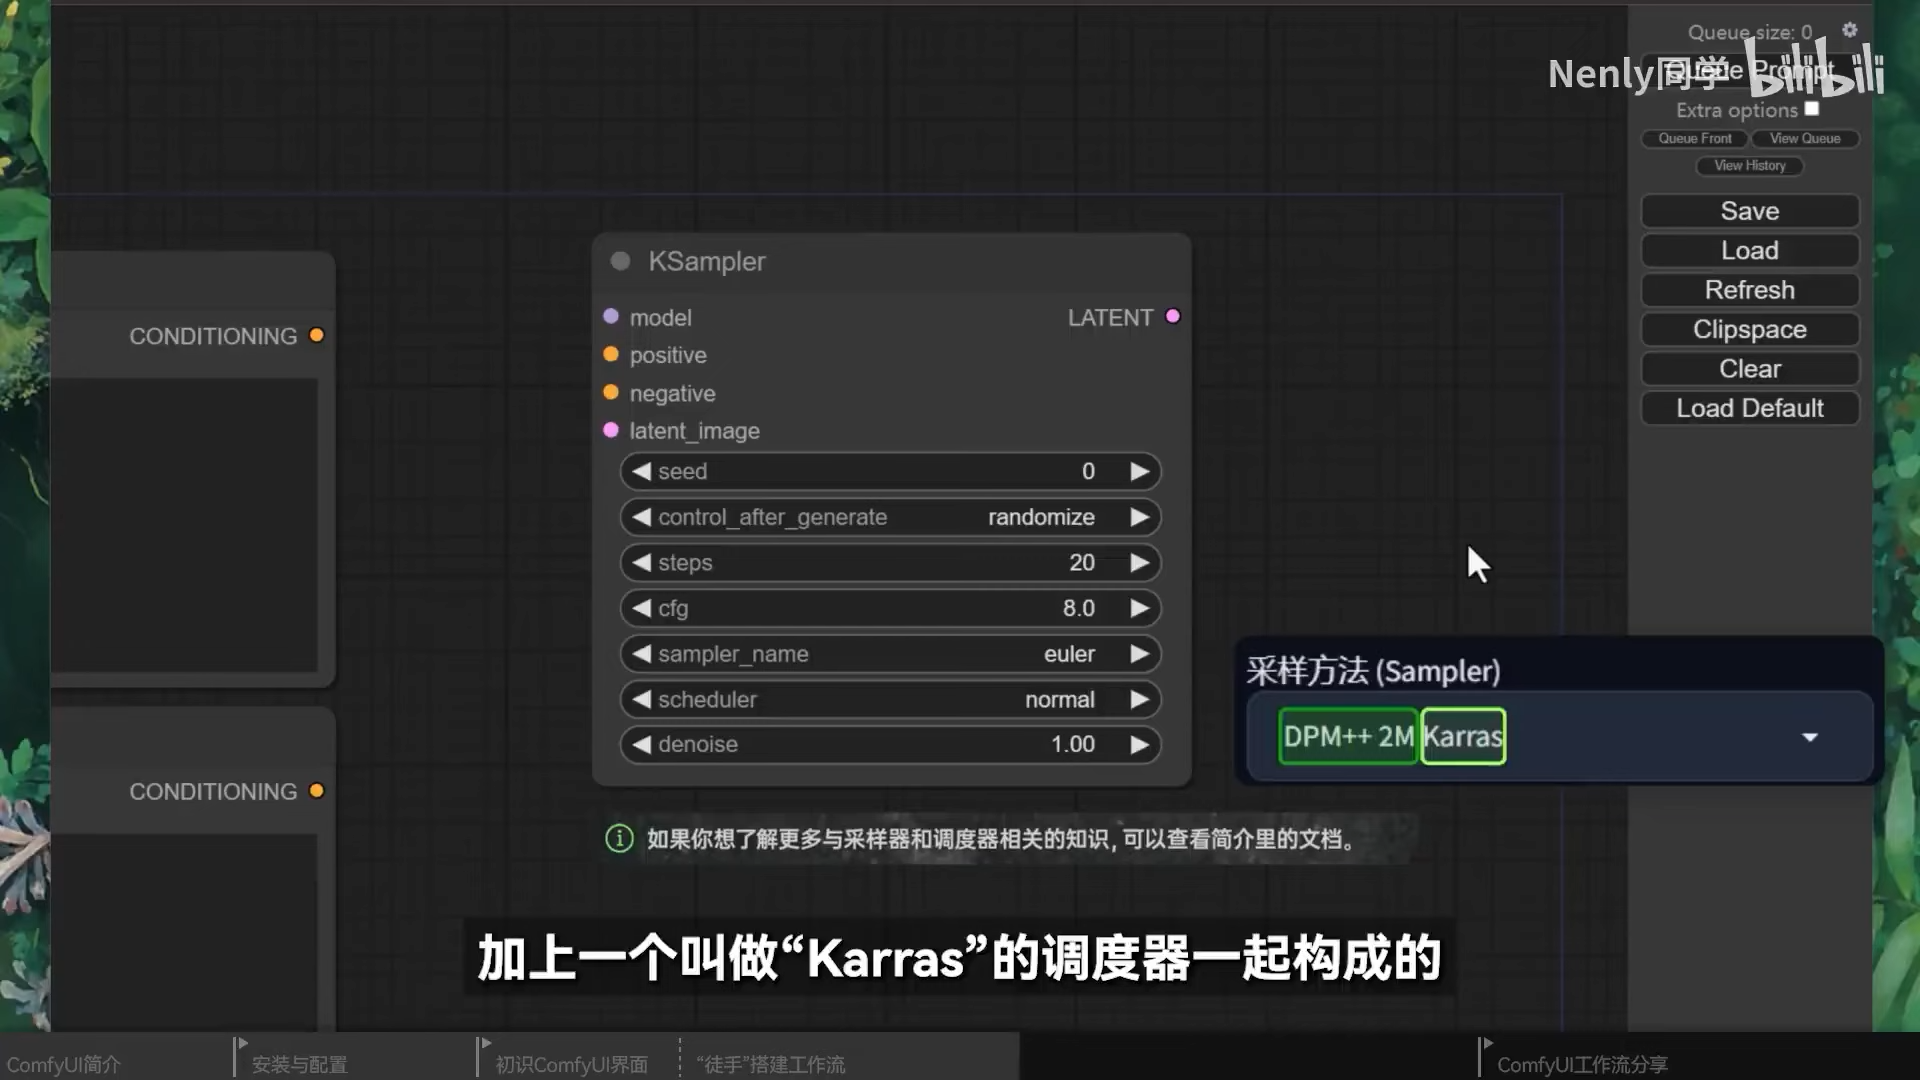 Queue size: 0
Nenly同学 bilibili
Queue Prompt
Extra options
Queue Front View Queue
View History
Save
Load
Refresh
Clipspace
Clear
Load Default
CONDITIONING
CONDITIONING
KSampler
model LATENT
positive
negative
latent_image
seed 0
control_after_generate randomize
steps 20
cfg 8.0
sampler_name euler
scheduler normal
denoise 1.00
采样方法 (Sampler)
DPM++ 2M Karras
如果你想了解更多与采样器和调度器相关的知识，可以查看简介里的文档。
加上一个叫做“Karras”的调度器一起构成的
ComfyUI简介 安装与配置 初识ComfyUI界面 “徒手”搭建工作流 ComfyUI工作流分享